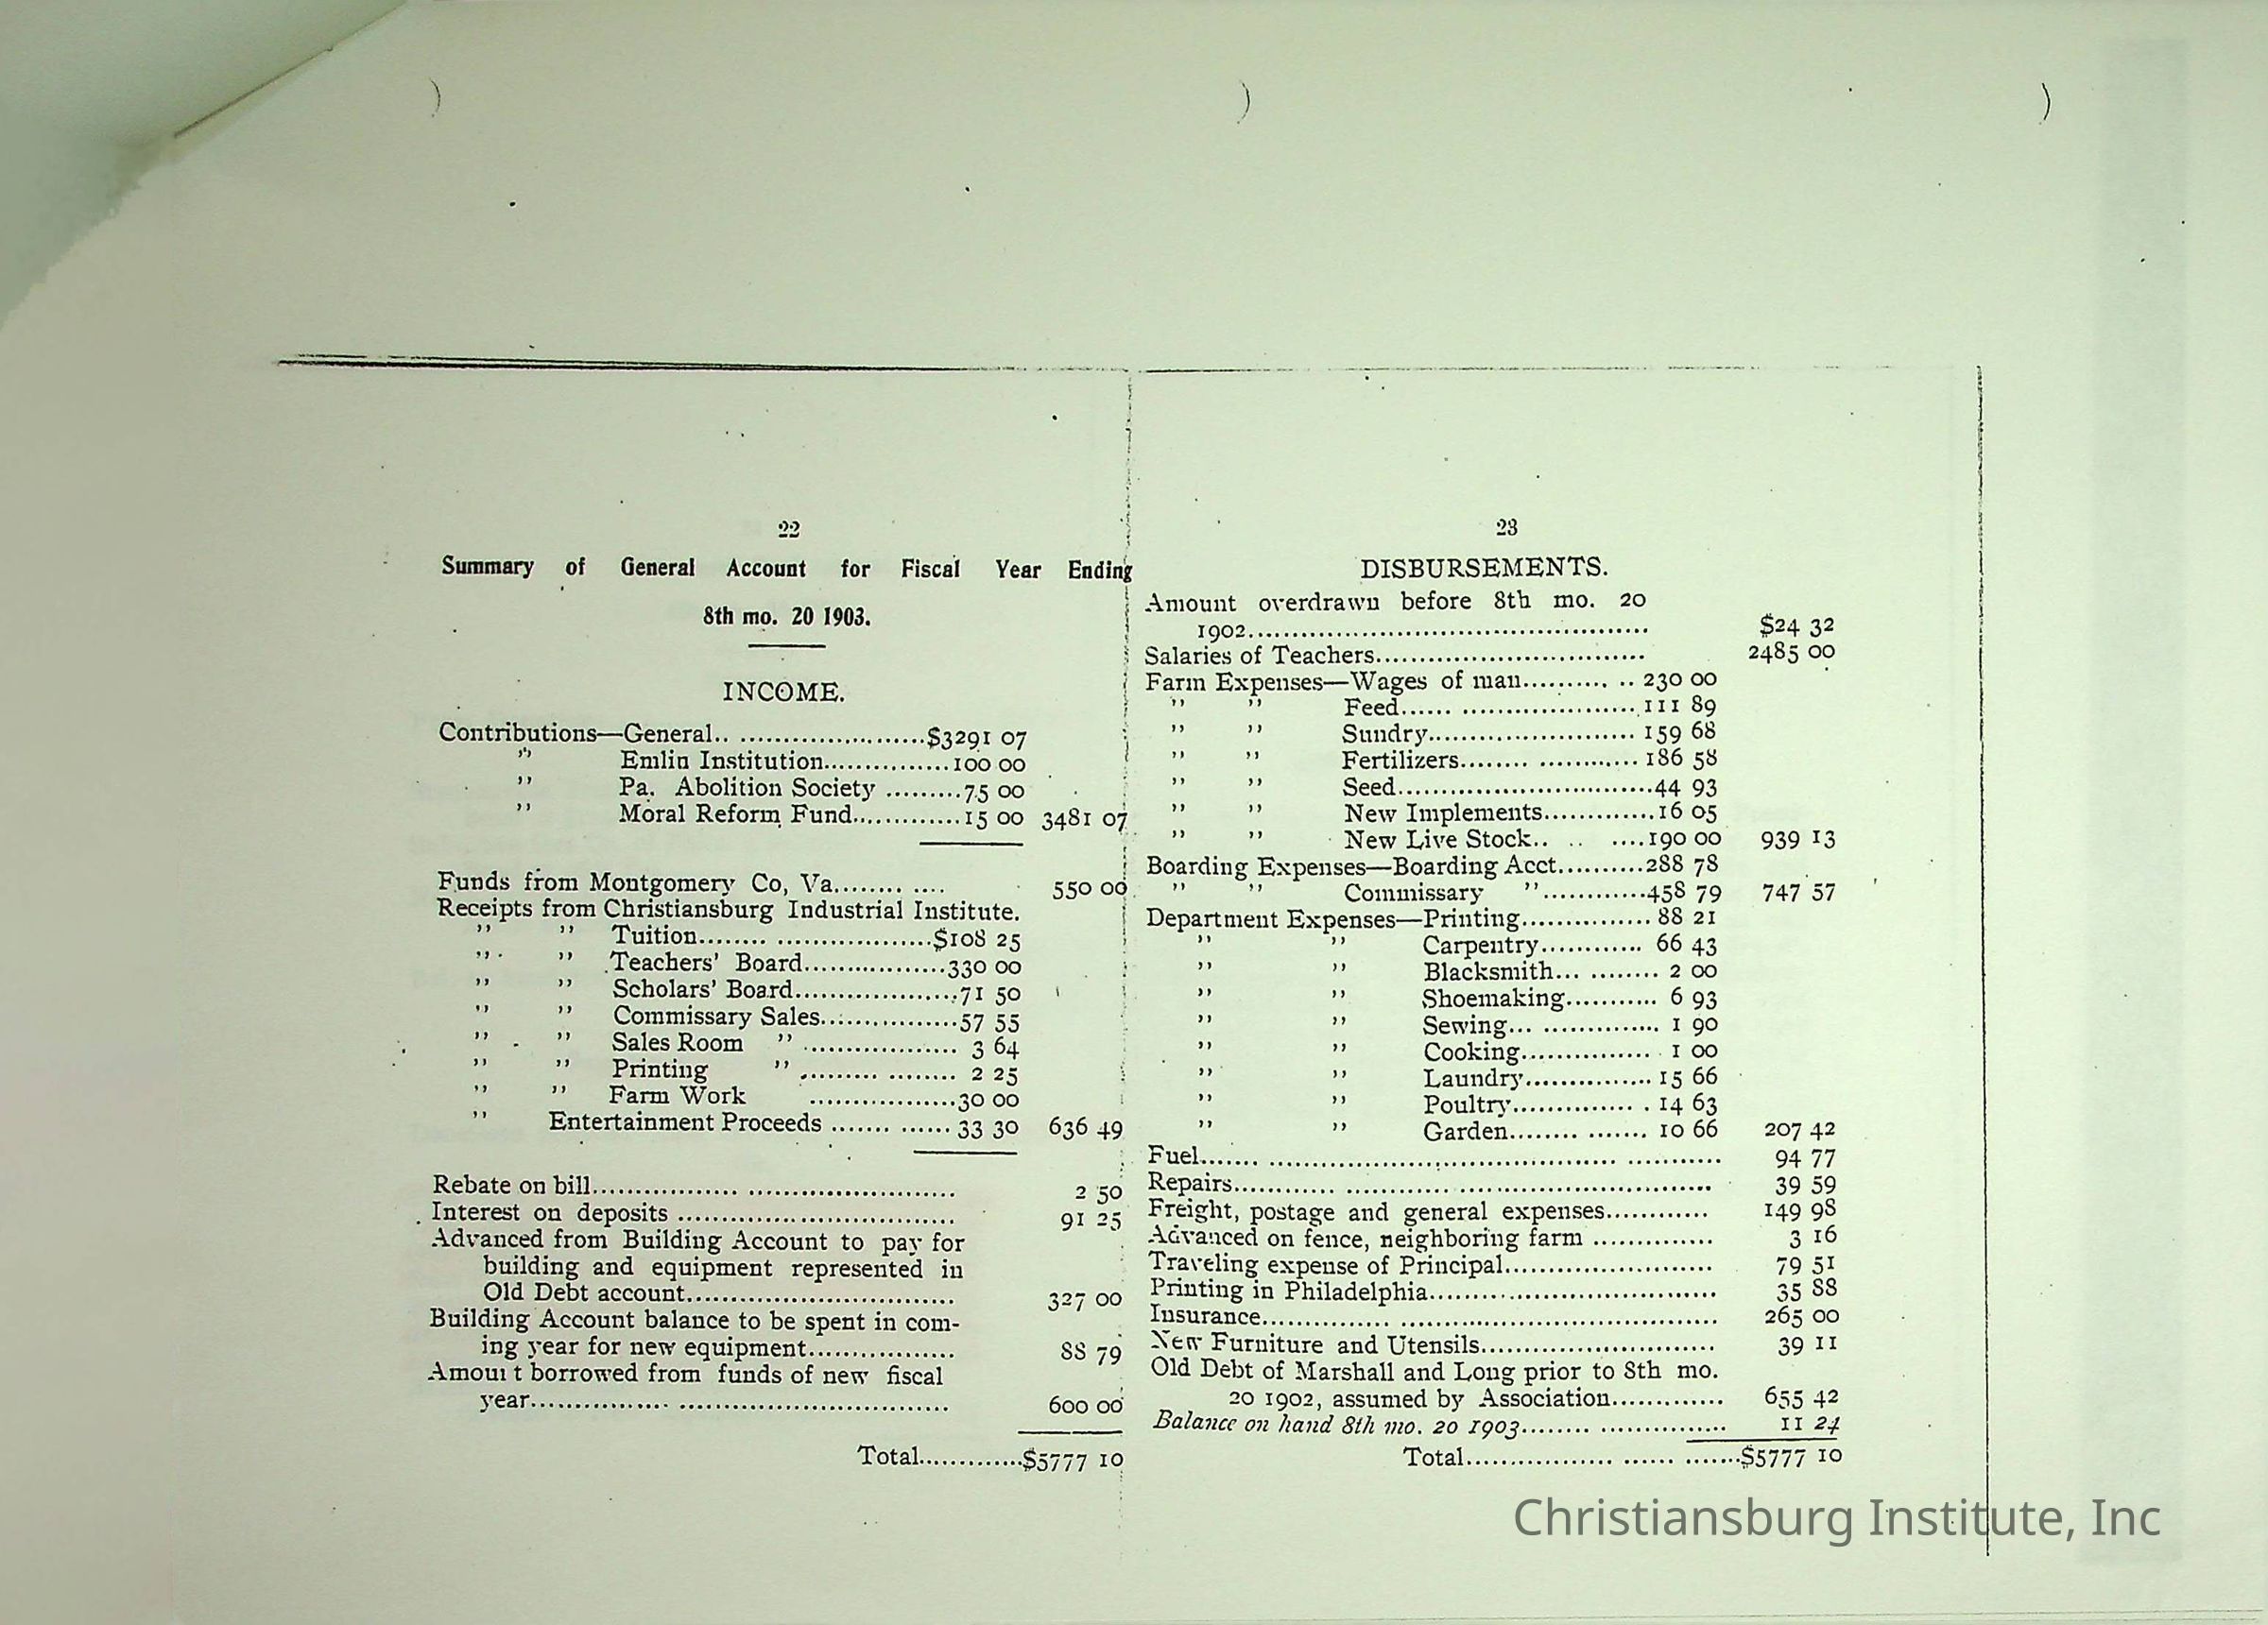 22
Summary of General Account for Fiscal Year Ending
8th mo. 20 1903.
INCOME.
Contributions—General.. ......................$3291 07
" Emlin Institution................100 00
" Pa. Abolition Society .........75 00
" Moral Reform Fund.............15 00 3481 07
Funds from Montgomery Co, Va........ .... 550 00
Receipts from Christiansburg Industrial Institute.
" " Tuition........ ...................$108 25
" " Teachers' Board..................330 00
" " Scholars' Board....................71 50
" " Commissary Sales..................57 55
" " Sales Room " .................. 3 64
" " Printing " .......... ........ 2 25
" " Farm Work .................30 00
" Entertainment Proceeds ....... ...... 33 30 636 49
Rebate on bill................. ........................ 2 50
Interest on deposits ................................ 91 25
Advanced from Building Account to pay for
building and equipment represented in
Old Debt account............................... 327 00
Building Account balance to be spent in com-
ing year for new equipment................. 88 79
Amount borrowed from funds of new fiscal
year................ ............................... 600 00
Total.............$5777 10
23
DISBURSEMENTS.
Amount overdrawn before 8th mo. 20
1902.............................................. $24 32
Salaries of Teachers............................... 2485 00
Farm Expenses—Wages of man.......... .. 230 00
" " Feed...... ....................111 89
" " Sundry........................ 159 68
" " Fertilizers........ ............ 186 58
" " Seed.............................44 93
" " New Implements.............16 05
" " New Live Stock.. .. ....190 00 939 13
Boarding Expenses—Boarding Acct..........288 78
" " Commissary "............458 79 747 57
Department Expenses—Printing............... 88 21
" " Carpentry............ 66 43
" " Blacksmith... ........ 2 00
" " Shoemaking........... 6 93
" " Sewing... .............. 1 90
" " Cooking............... 1 00
" " Laundry............... 15 66
" " Poultry.............. . 14 63
" " Garden......... ....... 10 66 207 42
Fuel....... ........................................ ........... 94 77
Repairs............ ............ ............................. 39 59
Freight, postage and general expenses............ 149 98
Advanced on fence, neighboring farm .............. 3 16
Traveling expense of Principal........................ 79 51
Printing in Philadelphia................................. 35 88
Insurance............... ..................................... 265 00
New Furniture and Utensils........................... 39 11
Old Debt of Marshall and Long prior to 8th mo.
20 1902, assumed by Association............. 655 42
Balance on hand 8th mo. 20 1903........ ............... 11 24
Total................. ...... .......$5777 10
Christiansburg Institute, Inc